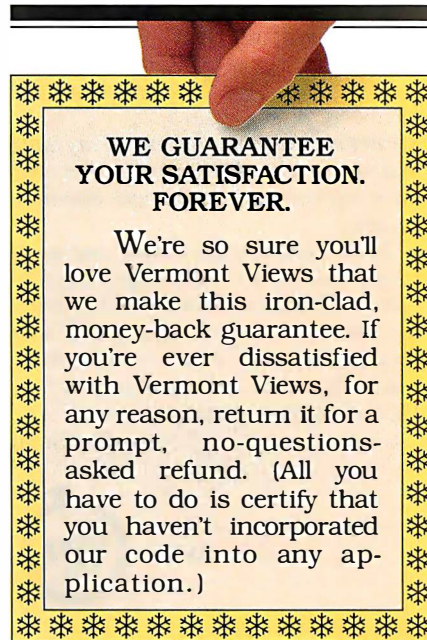 WE GUARANTEE
YOUR SATISFACTION.
FOREVER.
We're so sure you'll
love Vermont Views that
we make this iron-clad,
money-back guarantee. If
you're ever dissatisfied
with Vermont Views, for
any reason, return it for a
prompt, no-questions-
asked refund. (All you
have to do is certify that
you haven't incorporated
our code into any ap-
plication.)